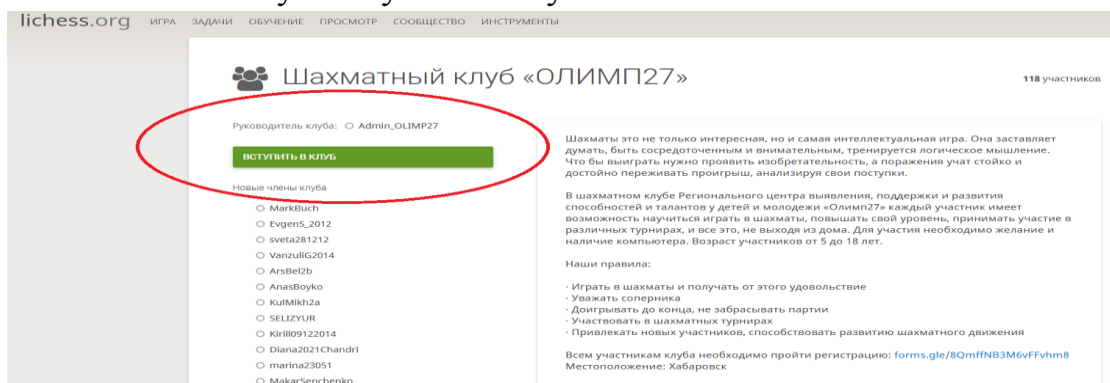 lichess.org ИГРА ЗАДАЧИ ОБУЧЕНИЕ ПРОСМОТР СООБЩЕСТВО ИНСТРУМЕНТЫ
Шахматный клуб «ОЛИМП27»
118 участников
Руководитель клуба: Admin_OLIMP27
ВСТУПИТЬ В КЛУБ
Новые члены клуба
MarkBuch
EvgenS_2012
sveta281212
VanzuliG2014
ArsBel2b
AnasBoyko
KulMikh2a
SELIZYUR
Kirill09122014
Diana2021Chandri
marina23051
MakarSenchenko
Шахматы это не только интересная, но и самая интеллектуальная игра. Она заставляет
думать, быть сосредоточенным и внимательным, тренируется логическое мышление.
Что бы выиграть нужно проявить изобретательность, а поражения учат стойко и
достойно переживать проигрыш, анализируя свои поступки.
В шахматном клубе Регионального центра выявления, поддержки и развития
способностей и талантов у детей и молодежи «Олимп27» каждый участник имеет
возможность научиться играть в шахматы, повышать свой уровень, принимать участие в
различных турнирах, и все это, не выходя из дома. Для участия необходимо желание и
наличие компьютера. Возраст участников от 5 до 18 лет.
Наши правила:
· Играть в шахматы и получать от этого удовольствие
· Уважать соперника
· Доигрывать до конца, не забрасывать партии
· Участвовать в шахматных турнирах
· Привлекать новых участников, способствовать развитию шахматного движения
Всем участникам клуба необходимо пройти регистрацию: forms.gle/8QmffNB3M6vFFvhm8
Местоположение: Хабаровск